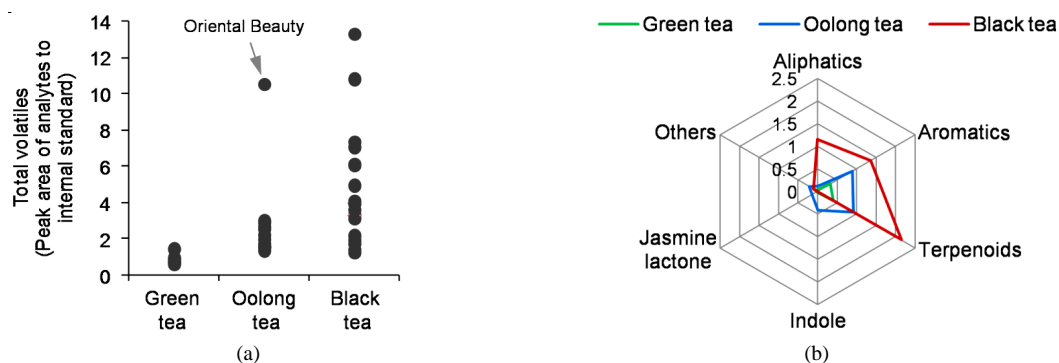 Total volatiles
(Peak area of analytes to
internal standard)
14
12
10
8
6
4
2
0
Oriental Beauty
Green
tea
Oolong
tea
Black
tea
(a)
Green tea
Oolong tea
Black tea
Aliphatics
2.5
2
1.5
1
0.5
0
Aromatics
Terpenoids
Indole
Jasmine
lactone
Others
(b)